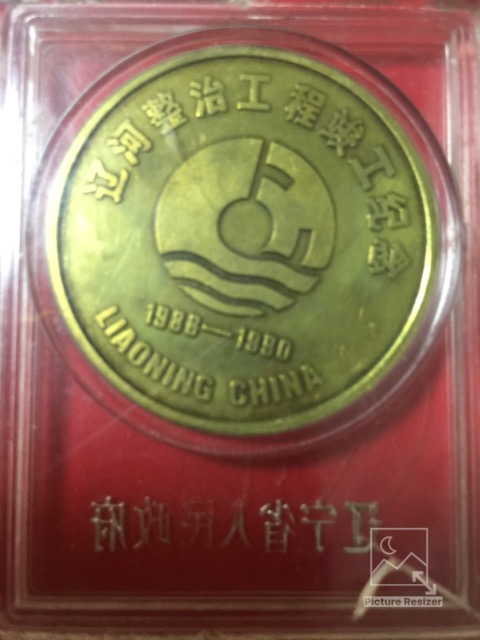 辽河整治工程竣工纪念
1988—1990
LIAONING CHINA
辽宁省人民政府
Picture Resizer